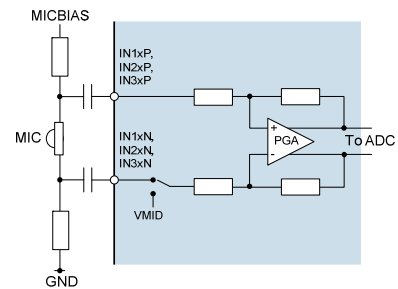 MICBIAS
IN1xP,
IN2xP,
IN3xP
MIC
IN1xN,
IN2xN,
IN3xN
+
PGA
-
To ADC
VMID
GND